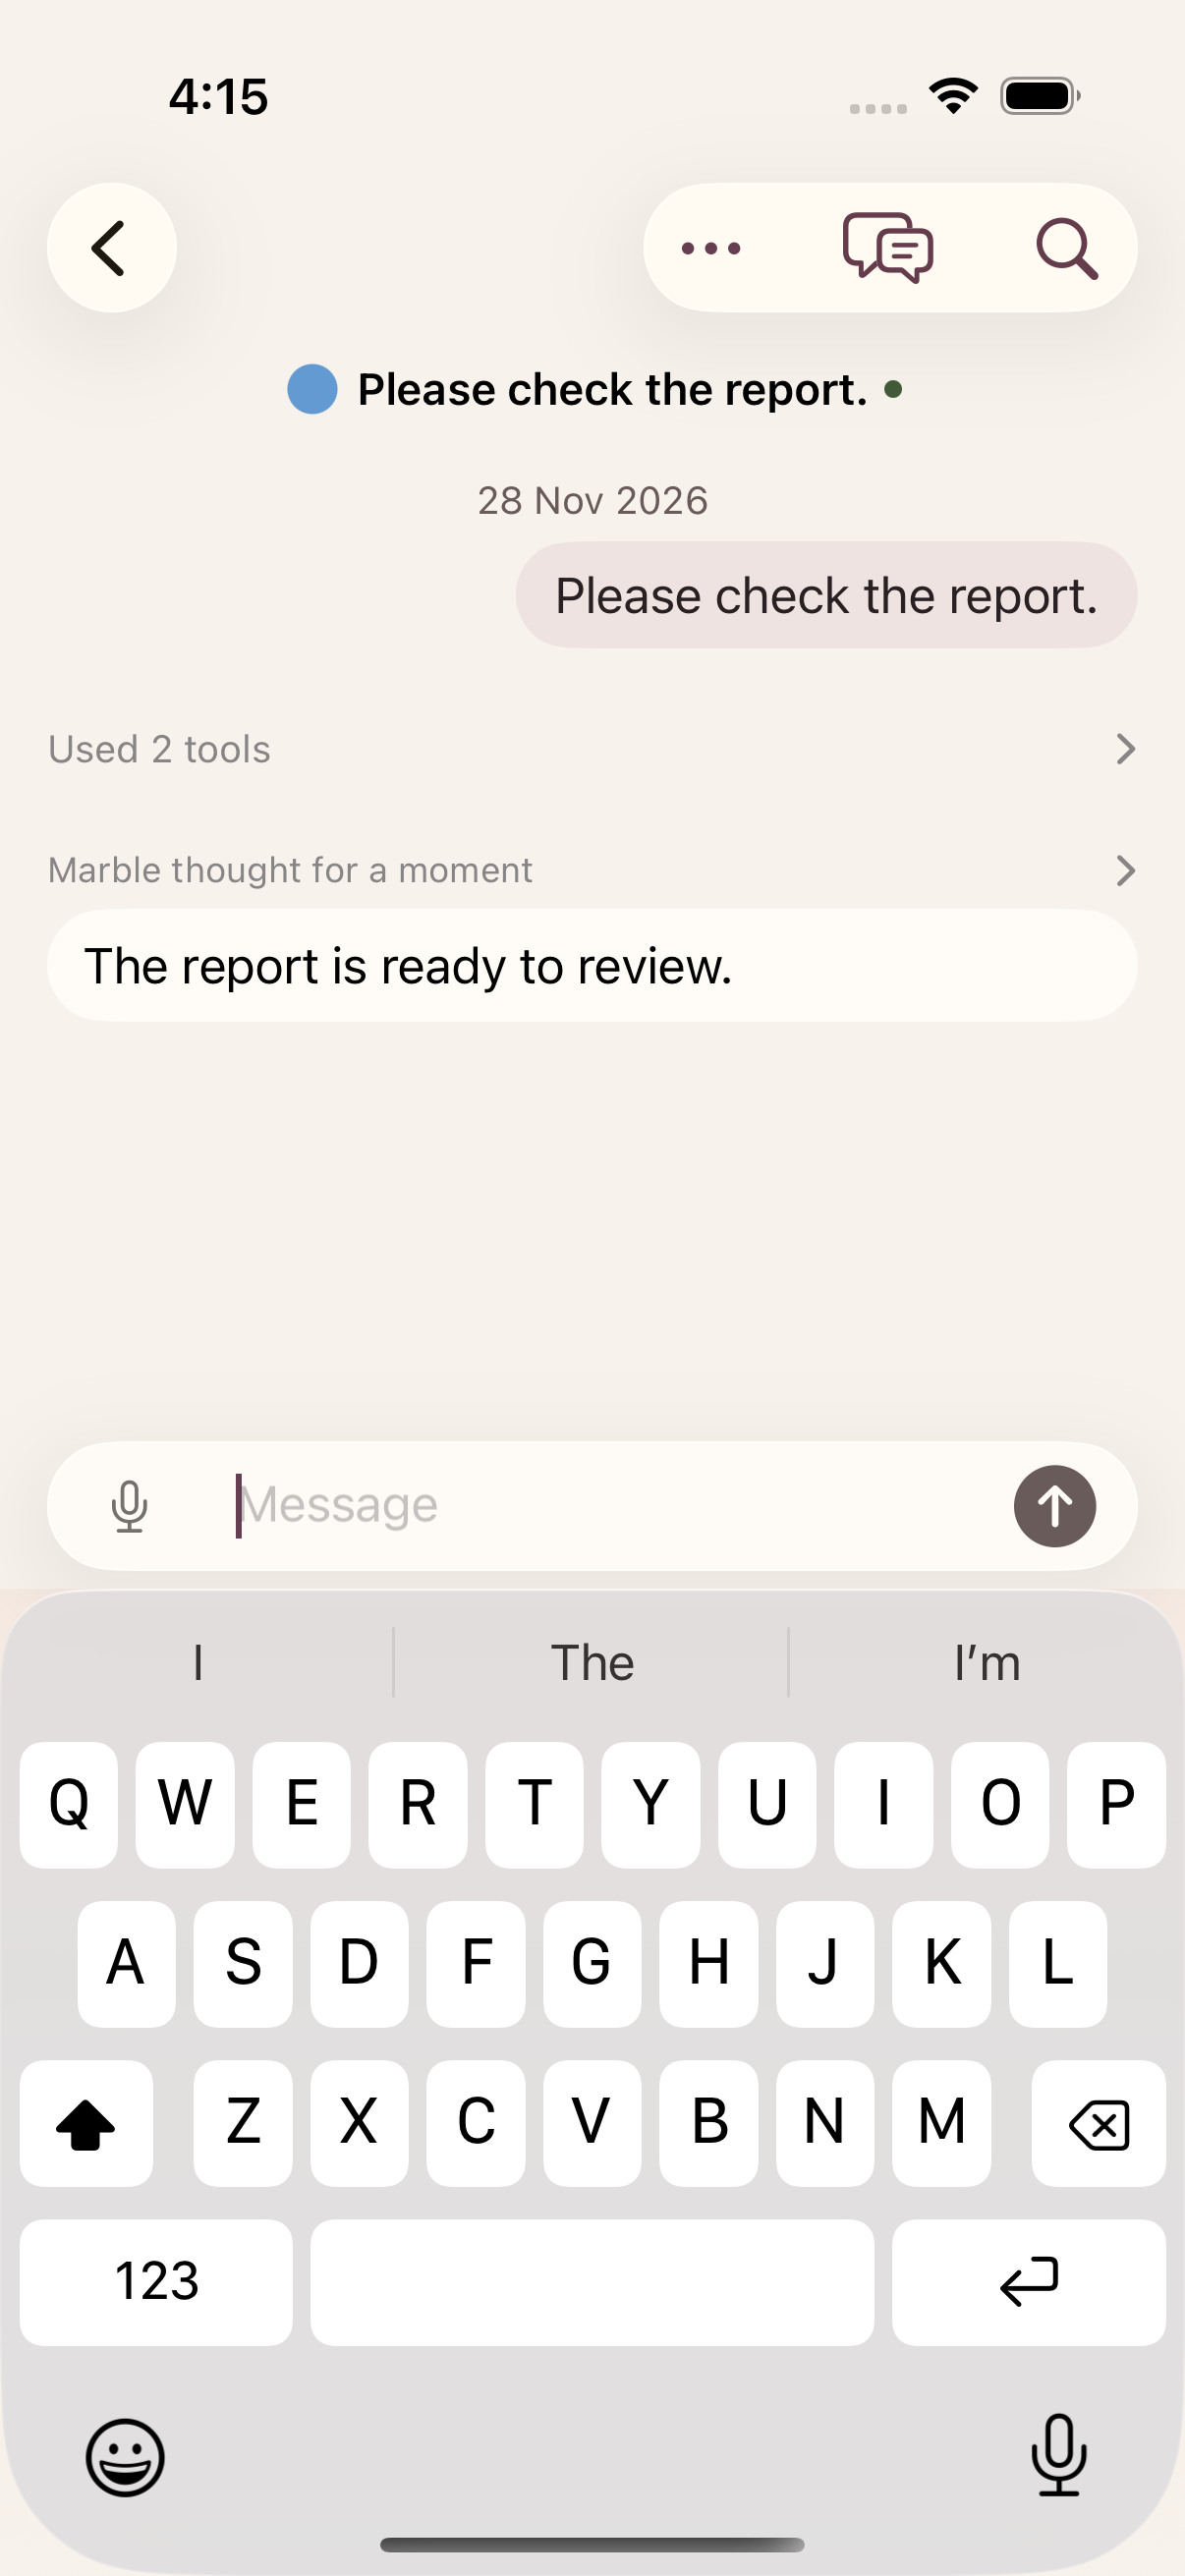 4:15
Please check the report.
28 Nov 2026
Please check the report.
Used 2 tools
Marble thought for a moment
The report is ready to review.
Message
I The I’m
Q W E R T Y U I O P
A S D F G H J K L
Z X C V B N M
123